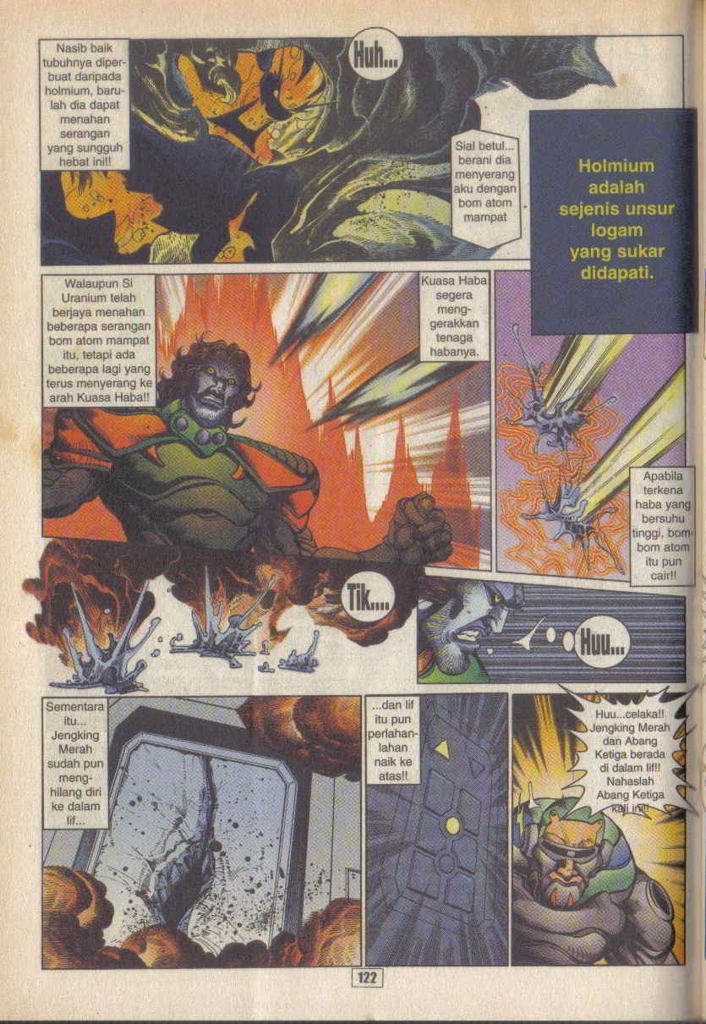 Nasib baik
tubuhnya diper-
buat daripada
holmium, baru-
lah dia dapat
menahan
serangan
yang sungguh
hebat ini!!
Huh...
Sial betul...
berani dia
menyerang
aku dengan
bom atom
mampat
Holmium
adalah
sejenis unsur
logam
yang sukar
didapati.
Walaupun Si
Uranium telah
berjaya menahan
beberapa serangan
bom atom mampat
itu, tetapi ada
beberapa lagi yang
terus menyerang ke
arah Kuasa Haba!!
Kuasa Haba
segera
meng-
gerakkan
tenaga
habanya.
Apabila
terkena
haba yang
bersuhu
tinggi, bom-
bom atom
itu pun
cair!!
Tik....
Huu...
Sementara
itu...
Jengking
Merah
sudah pun
meng-
hilang diri
ke dalam
lif...
...dan lif
itu pun
perlahan-
lahan
naik ke
atas!!
Huu...celaka!!
Jengking Merah
dan Abang
Ketiga berada
di dalam lif!!
Nahaslah
Abang Ketiga
kali ini!!
122